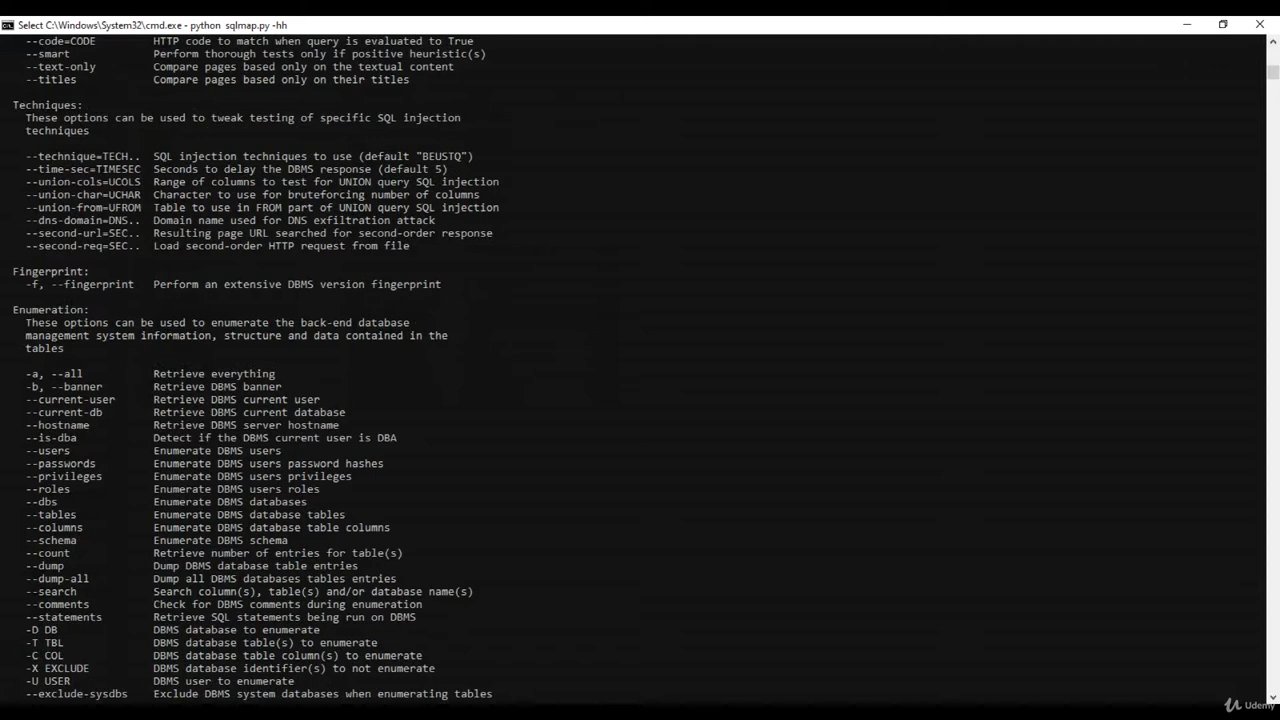 Select C:\Windows\System32\cmd.exe - python sqlmap.py -hh
--code=CODE HTTP code to match when query is evaluated to True
--smart Perform thorough tests only if positive heuristic(s)
--text-only Compare pages based only on the textual content
--titles Compare pages based only on their titles
Techniques:
These options can be used to tweak testing of specific SQL injection
techniques
--technique=TECH.. SQL injection techniques to use (default "BEUSTQ")
--time-sec=TIMESEC Seconds to delay the DBMS response (default 5)
--union-cols=UCOLS Range of columns to test for UNION query SQL injection
--union-char=UCHAR Character to use for bruteforcing number of columns
--union-from=UFROM Table to use in FROM part of UNION query SQL injection
--dns-domain=DNS.. Domain name used for DNS exfiltration attack
--second-url=SEC.. Resulting page URL searched for second-order response
--second-req=SEC.. Load second-order HTTP request from file
Fingerprint:
-f, --fingerprint Perform an extensive DBMS version fingerprint
Enumeration:
These options can be used to enumerate the back-end database
management system information, structure and data contained in the
tables
-a, --all Retrieve everything
-b, --banner Retrieve DBMS banner
--current-user Retrieve DBMS current user
--current-db Retrieve DBMS current database
--hostname Retrieve DBMS server hostname
--is-dba Detect if the DBMS current user is DBA
--users Enumerate DBMS users
--passwords Enumerate DBMS users password hashes
--privileges Enumerate DBMS users privileges
--roles Enumerate DBMS users roles
--dbs Enumerate DBMS databases
--tables Enumerate DBMS database tables
--columns Enumerate DBMS database table columns
--schema Enumerate DBMS schema
--count Retrieve number of entries for table(s)
--dump Dump DBMS database table entries
--dump-all Dump all DBMS databases tables entries
--search Search column(s), table(s) and/or database name(s)
--comments Check for DBMS comments during enumeration
--statements Retrieve SQL statements being run on DBMS
-D DB DBMS database to enumerate
-T TBL DBMS database table(s) to enumerate
-C COL DBMS database table column(s) to enumerate
-X EXCLUDE DBMS database identifier(s) to not enumerate
-U USER DBMS user to enumerate
--exclude-sysdbs Exclude DBMS system databases when enumerating tables
Udemy